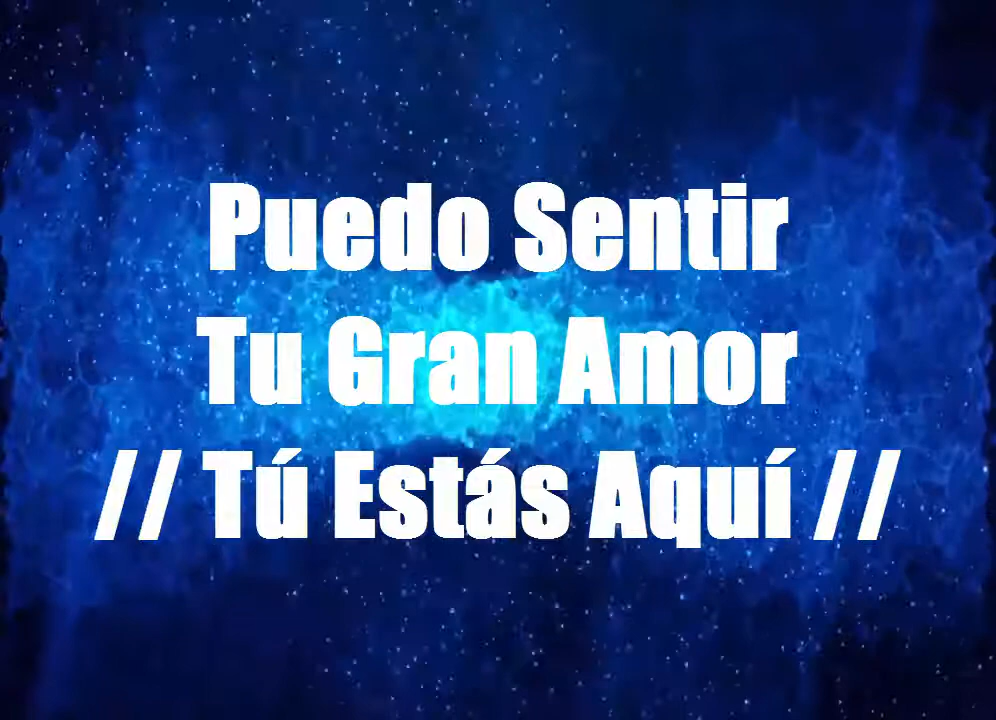 Puedo Sentir
Tu Gran Amor
// Tú Estás Aquí //